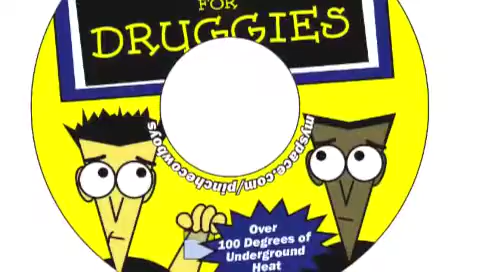 FOR
DRUGGIES
myspace.com/pinchecowboys
Over
100 Degrees of
Underground
Heat